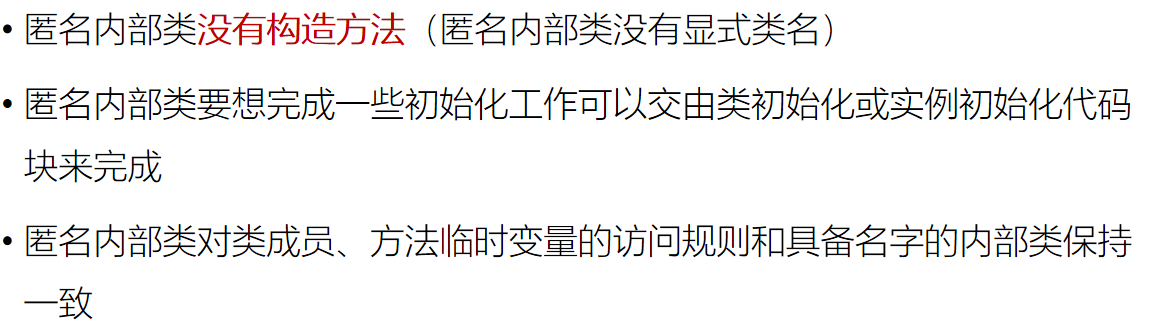 • 匿名内部类没有构造方法（匿名内部类没有显式类名）
• 匿名内部类要想完成一些初始化工作可以交由类初始化或实例初始化代码
块来完成
• 匿名内部类对类成员、方法临时变量的访问规则和具备名字的内部类保持
一致